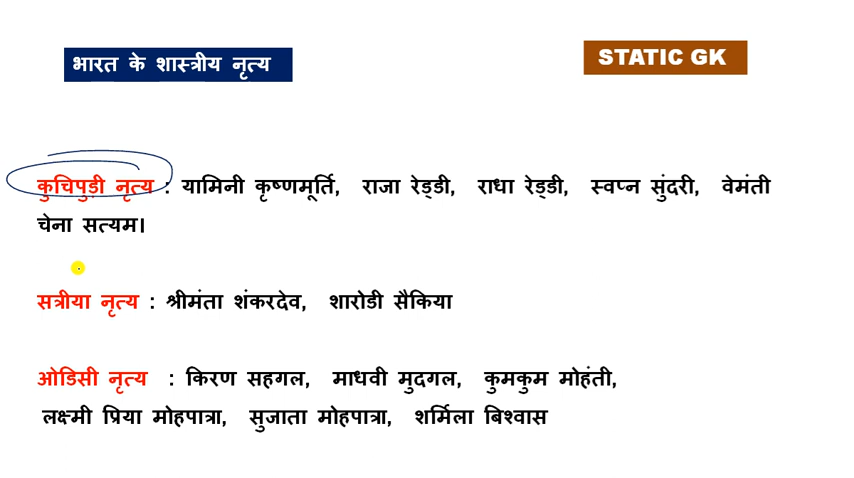 भारत के शास्त्रीय नृत्य
STATIC GK
कुचिपुड़ी नृत्य : यामिनी कृष्णमूर्ति, राजा रेड्डी, राधा रेड्डी, स्वप्न सुंदरी, वेमंती
चेना सत्यम।
सत्रीया नृत्य : श्रीमंता शंकरदेव, शारोडी सैकिया
ओडिसी नृत्य : किरण सहगल, माधवी मुदगल, कुमकुम मोहंती,
लक्ष्मी प्रिया मोहपात्रा, सुजाता मोहपात्रा, शर्मिला बिश्वास